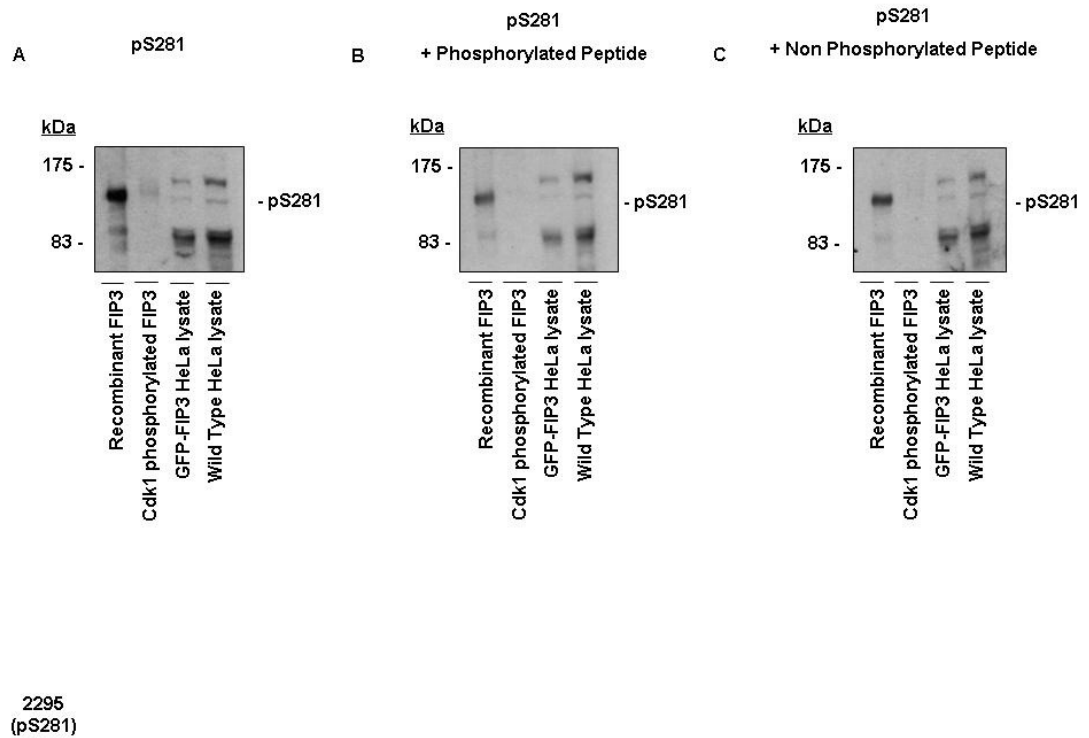 A
pS281
kDa
175 -
83 -
- pS281
Recombinant FIP3
Cdk1 phosphorylated FIP3
GFP-FIP3 HeLa lysate
Wild Type HeLa lysate
B
pS281
+ Phosphorylated Peptide
kDa
175 -
83 -
- pS281
Recombinant FIP3
Cdk1 phosphorylated FIP3
GFP-FIP3 HeLa lysate
Wild Type HeLa lysate
C
pS281
+ Non Phosphorylated Peptide
kDa
175 -
83 -
- pS281
Recombinant FIP3
Cdk1 phosphorylated FIP3
GFP-FIP3 HeLa lysate
Wild Type HeLa lysate
2295
(pS281)